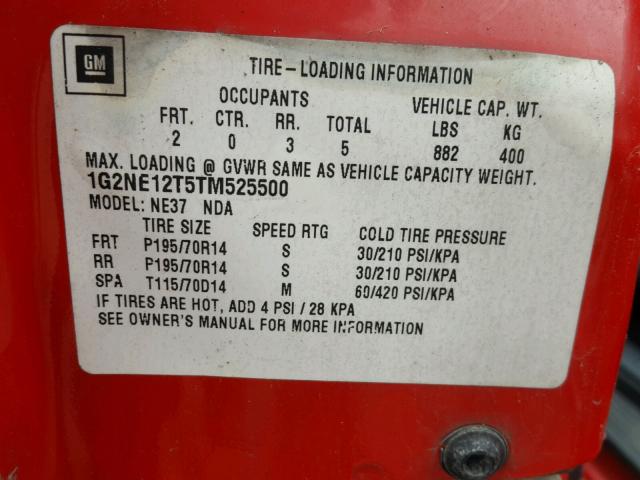 GM
TIRE-LOADING INFORMATION
OCCUPANTS VEHICLE CAP. WT.
FRT. CTR. RR. TOTAL LBS KG
2 0 3 5 882 400
MAX. LOADING @ GVWR SAME AS VEHICLE CAPACITY WEIGHT.
1G2NE12T5TM525500
MODEL: NE37 NDA
TIRE SIZE SPEED RTG COLD TIRE PRESSURE
FRT P195/70R14 S 30/210 PSI/KPA
RR P195/70R14 S 30/210 PSI/KPA
SPA T115/70D14 M 60/420 PSI/KPA
IF TIRES ARE HOT, ADD 4 PSI / 28 KPA
SEE OWNER'S MANUAL FOR MORE INFORMATION